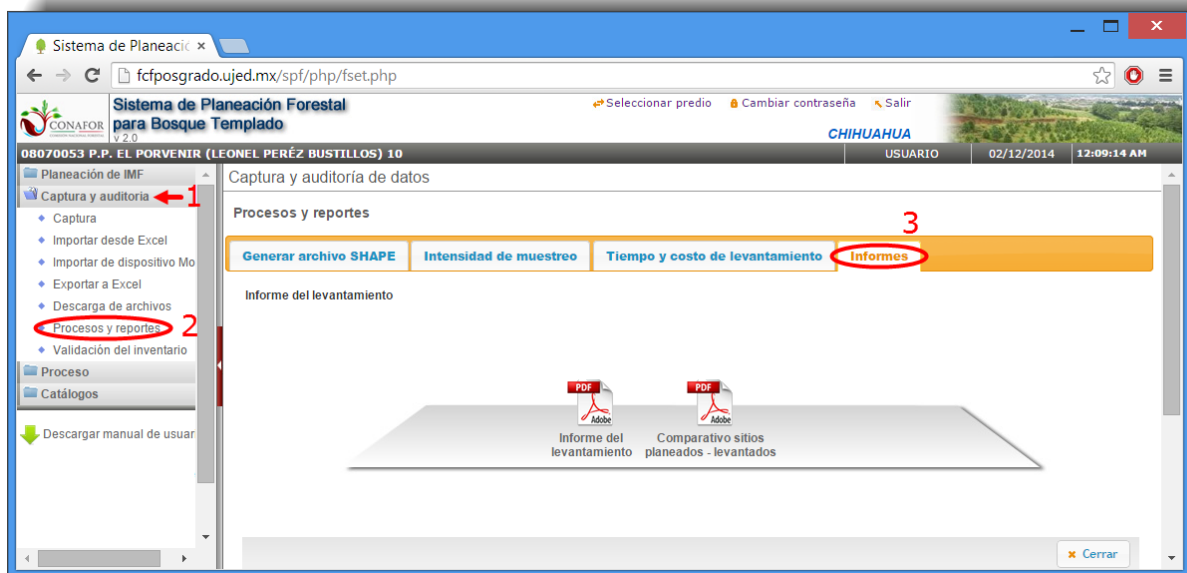 Sistema de Planeació
fcfposgrado.ujed.mx/spf/php/fset.php
CONAFOR
Sistema de Planeación Forestal
para Bosque Templado
v 2.0
Seleccionar predio Cambiar contraseña Salir
CHIHUAHUA
08070053 P.P. EL PORVENIR (LEONEL PERÉZ BUSTILLOS) 10 USUARIO 02/12/2014 12:09:14 AM
Planeación de IMF
Captura y auditoria 1
Captura
Importar desde Excel
Importar de dispositivo Mo
Exportar a Excel
Descarga de archivos
Procesos y reportes 2
Validación del inventario
Proceso
Catálogos
Descargar manual de usuar
Captura y auditoría de datos
Procesos y reportes
3
Generar archivo SHAPE Intensidad de muestreo Tiempo y costo de levantamiento Informes
Informe del levantamiento
PDF PDF
Adobe Adobe
Informe del Comparativo sitios
levantamiento planeados - levantados
Cerrar